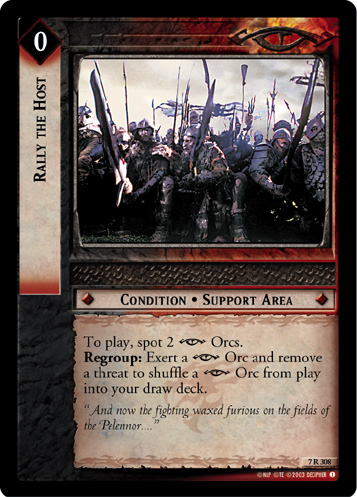 0
RALLY THE HOST
CONDITION • SUPPORT AREA
To play, spot 2 Orcs.
Regroup: Exert a Orc and remove
a threat to shuffle a Orc from play
into your draw deck.
“And now the fighting waxed furious on the fields of
the Pelennor....”
7 R 308
©NLP ©TE ©2003 DECIPHER